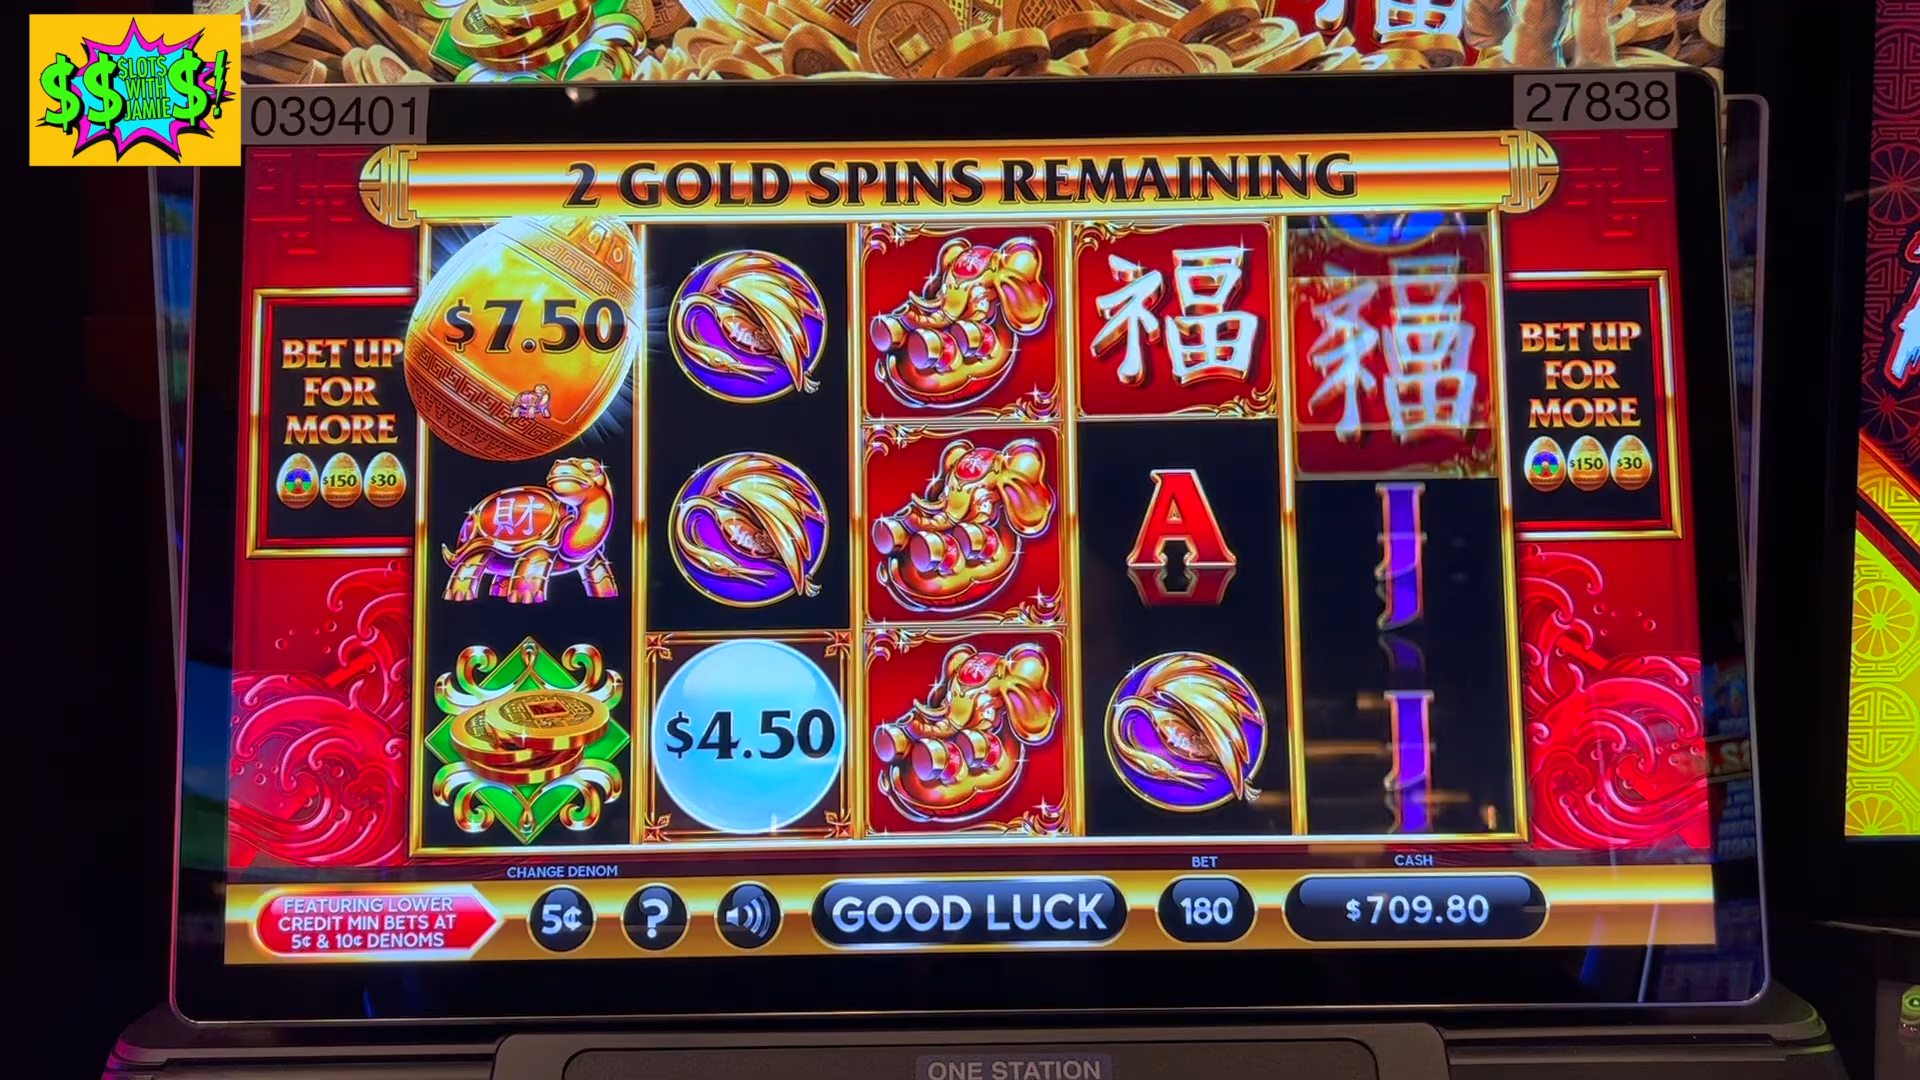 $$ SLOTS WITH JAMIE $!
039401
27838
2 GOLD SPINS REMAINING
BET UP
FOR
MORE
$150 $30
$7.50
財
$4.50
福
A
福
J
J
BET UP
FOR
MORE
$150 $30
CHANGE DENOM
BET
CASH
FEATURING LOWER
CREDIT MIN BETS AT
5¢ & 10¢ DENOMS
5¢
?
GOOD LUCK
180
$709.80
ONE STATION